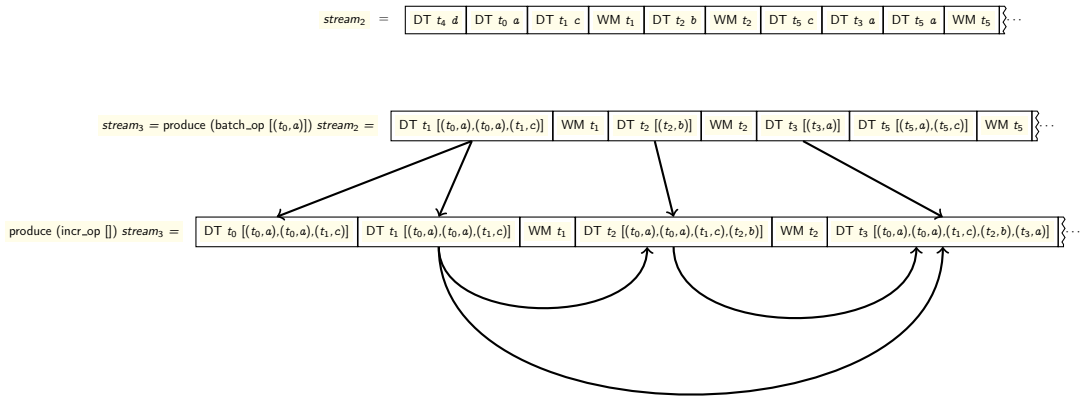 stream₂ = DT t₄ d DT t₀ a DT t₁ c WM t₁ DT t₂ b WM t₂ DT t₅ c DT t₃ a DT t₅ a WM t₅ ···
stream₃ = produce (batch_op [(t₀,a)]) stream₂ = DT t₁ [(t₀,a),(t₀,a),(t₁,c)] WM t₁ DT t₂ [(t₂,b)] WM t₂ DT t₃ [(t₃,a)] DT t₅ [(t₅,a),(t₅,c)] WM t₅ ···
produce (incr_op []) stream₃ = DT t₀ [(t₀,a),(t₀,a),(t₁,c)] DT t₁ [(t₀,a),(t₀,a),(t₁,c)] WM t₁ DT t₂ [(t₀,a),(t₀,a),(t₁,c),(t₂,b)] WM t₂ DT t₃ [(t₀,a),(t₀,a),(t₁,c),(t₂,b),(t₃,a)] ···